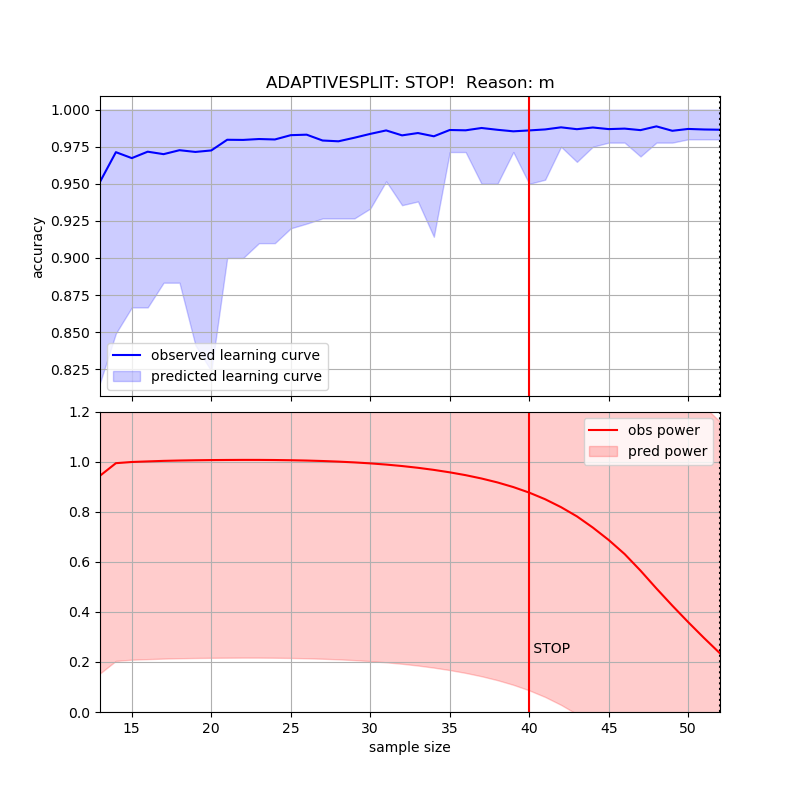 ADAPTIVESPLIT: STOP!  Reason: m
1.000
0.975
0.950
0.925
0.900
0.875
0.850
0.825
accuracy
observed learning curve
predicted learning curve
1.2
1.0
0.8
0.6
0.4
0.2
0.0
obs power
pred power
STOP
15 20 25 30 35 40 45 50
sample size